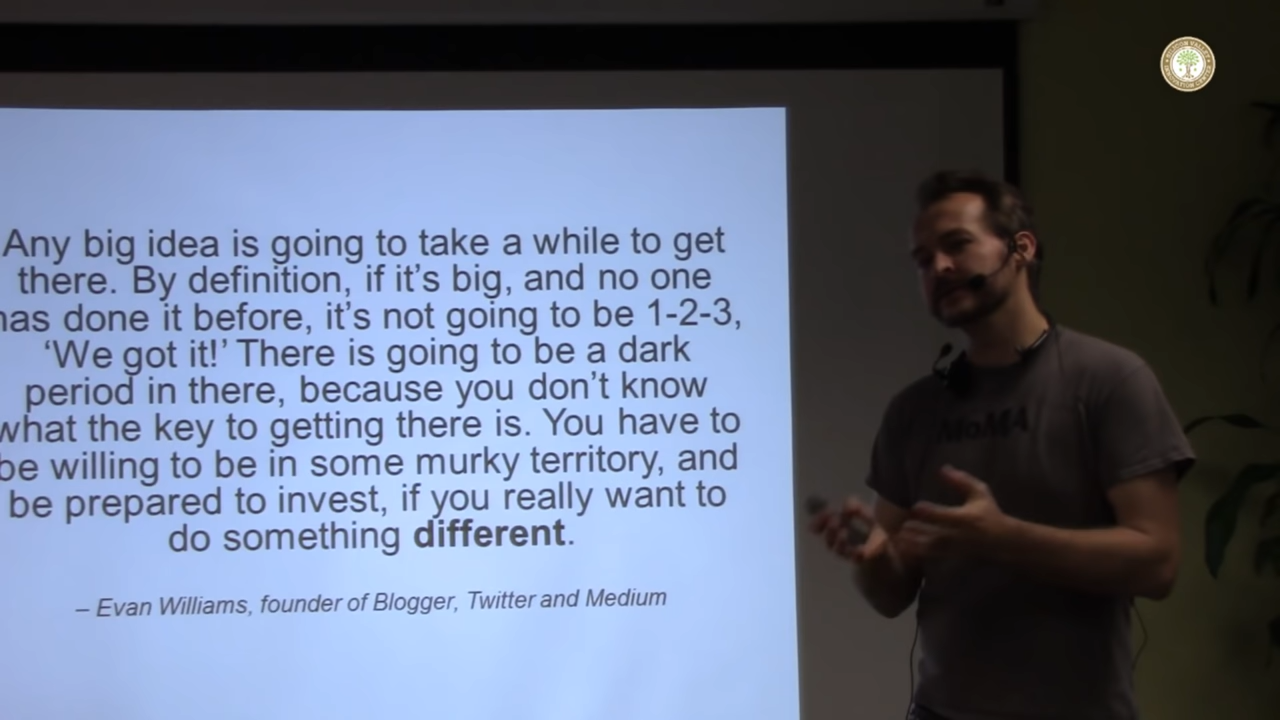 Any big idea is going to take a while to get
there. By definition, if it’s big, and no one
has done it before, it’s not going to be 1-2-3,
‘We got it!’ There is going to be a dark
period in there, because you don’t know
what the key to getting there is. You have to
be willing to be in some murky territory, and
be prepared to invest, if you really want to
do something different.
– Evan Williams, founder of Blogger, Twitter and Medium
MoMA